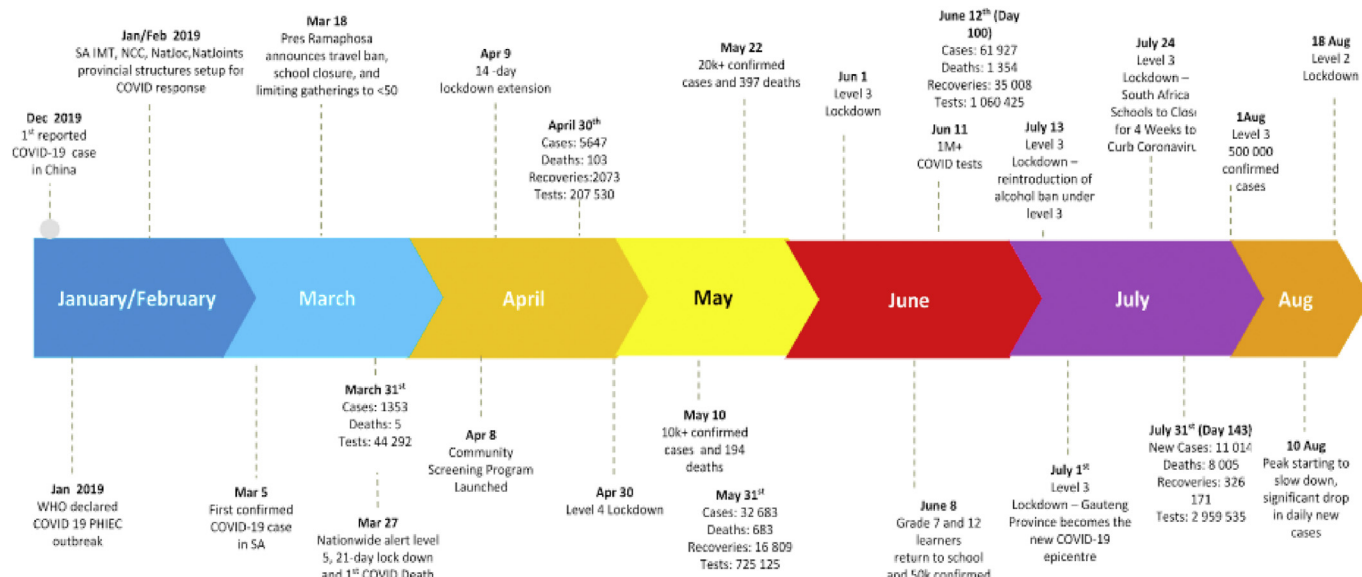 Dec 2019
1st reported
COVID-19 case
in China
Jan/Feb 2019
SA IMT, NCC, NatJoc,NatJoints
provincial structures setup for
COVID response
Mar 18
Pres Ramaphosa
announces travel ban,
school closure, and
limiting gatherings to <50
Apr 9
14 -day
lockdown extension
April 30th
Cases: 5647
Deaths: 103
Recoveries:2073
Tests: 207 530
May 22
20k+ confirmed
cases and 397 deaths
Jun 1
Level 3
Lockdown
June 12th (Day
100)
Cases: 61 927
Deaths: 1 354
Recoveries: 35 008
Tests: 1 060 425
Jun 11
1M+
COVID tests
July 13
Level 3
Lockdown –
reintroduction of
alcohol ban under
level 3
July 24
Level 3
Lockdown –
South Africa
Schools to Close
for 4 Weeks to
Curb Coronaviru
1Aug
Level 3
500 000
confirmed
cases
18 Aug
Level 2
Lockdown
January/February
March
April
May
June
July
Aug
Jan 2019
WHO declared
COVID 19 PHIEC
outbreak
Mar 5
First confirmed
COVID-19 case
in SA
March 31st
Cases: 1353
Deaths: 5
Tests: 44 292
Mar 27
Nationwide alert level
5, 21-day lock down
and 1st COVID Death
Apr 8
Community
Screening Program
Launched
Apr 30
Level 4 Lockdown
May 10
10k+ confirmed
cases and 194
deaths
May 31st
Cases: 32 683
Deaths: 683
Recoveries: 16 809
Tests: 725 125
June 8
Grade 7 and 12
learners
return to school
and 50k confirmed
July 1st
Level 3
Lockdown – Gauteng
Province becomes the
new COVID-19
epicentre
July 31st (Day 143)
New Cases: 11 014
Deaths: 8 005
Recoveries: 326
171
Tests: 2 959 535
10 Aug
Peak starting to
slow down,
significant drop
in daily new
cases